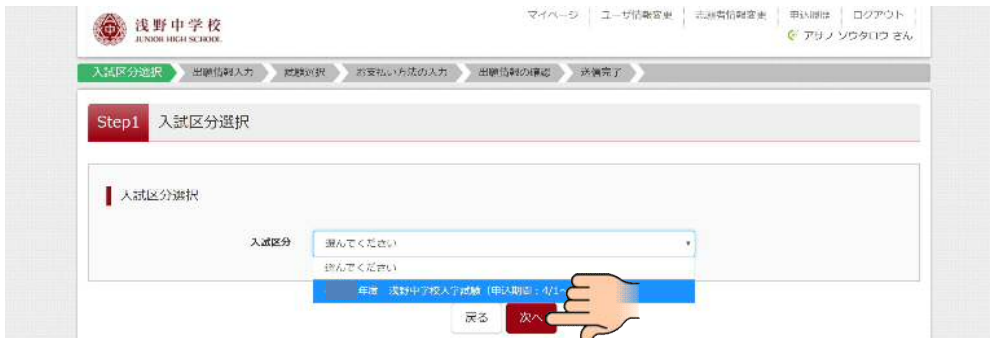 浅野中学校
JUNIOR HIGH SCHOOL
マイページ ユーザ情報変更 志願者情報変更 申込履歴 ログアウト
アサノ ソウタロウ さん
入試区分選択 出願情報入力 試験選択 お支払い方法の入力 出願情報の確認 送信完了
Step1 入試区分選択
入試区分選択
入試区分 選んでください
選んでください
年度 浅野中学校入学試験（申込期間：4/1~
戻る 次へ